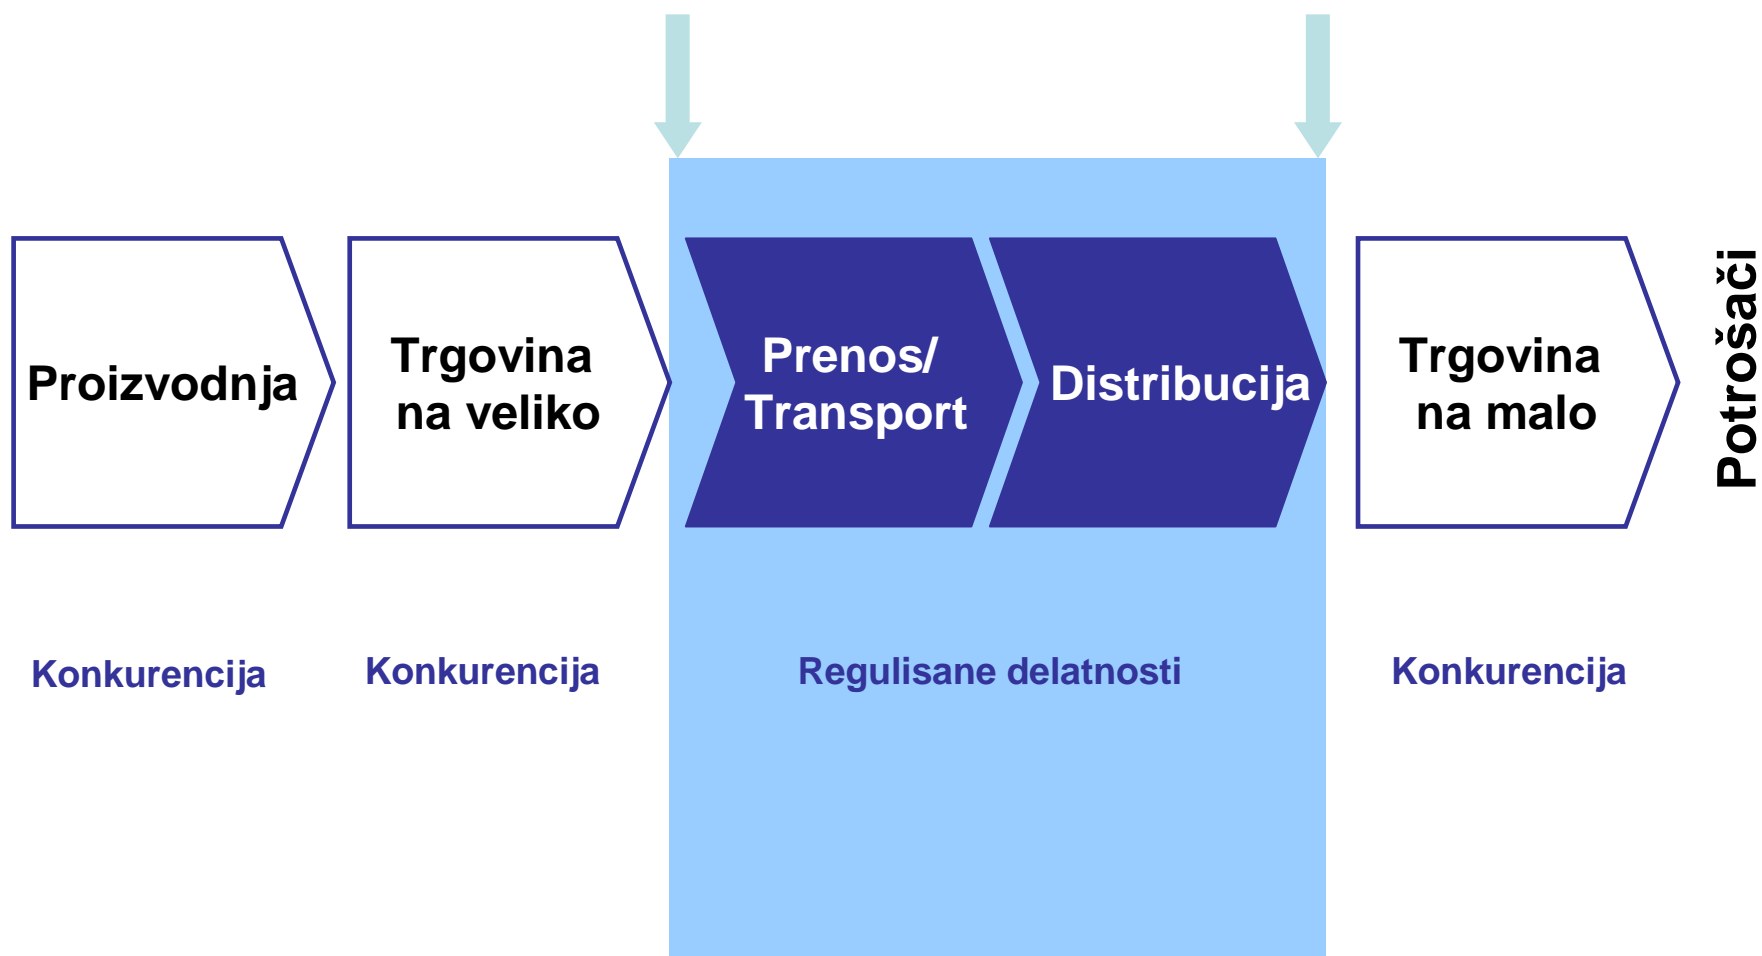 Proizvodnja
Trgovina
na veliko
Prenos/
Transport
Distribucija
Trgovina
na malo
Potrošači
Konkurencija
Konkurencija
Regulisane delatnosti
Konkurencija